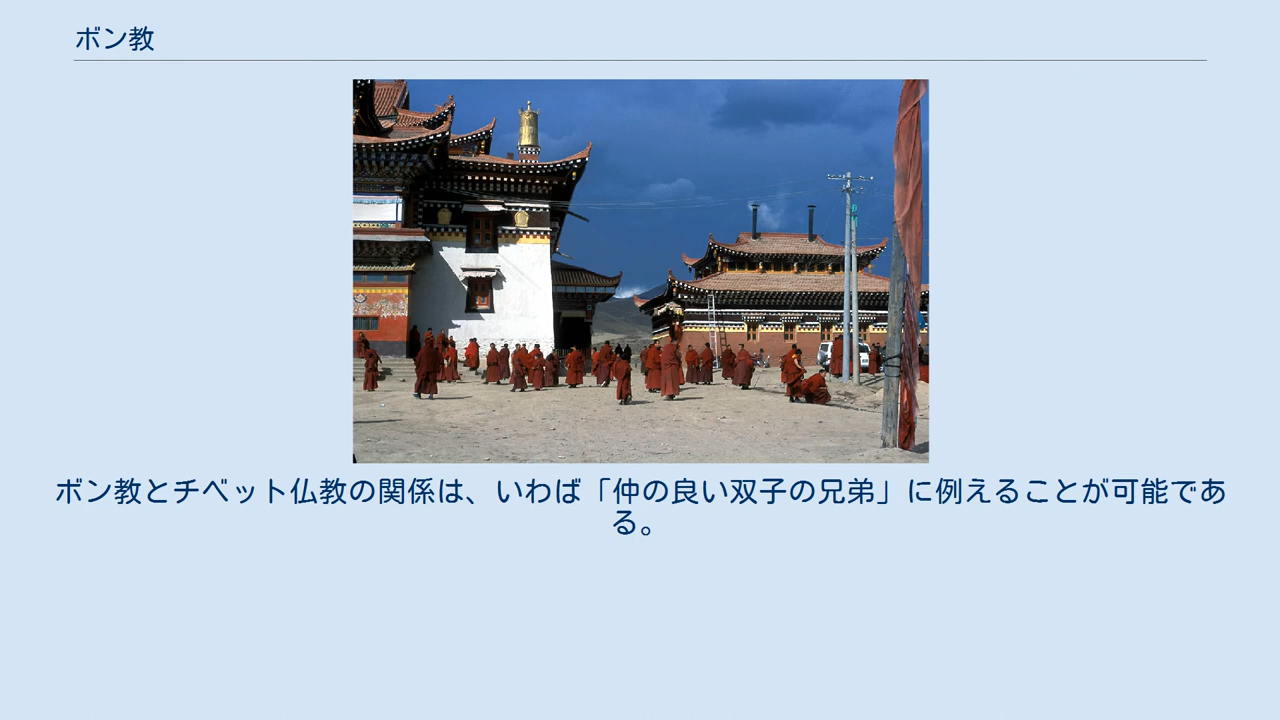 ボン教
ボン教とチベット仏教の関係は、いわば「仲の良い双子の兄弟」に例えることが可能であ
る。